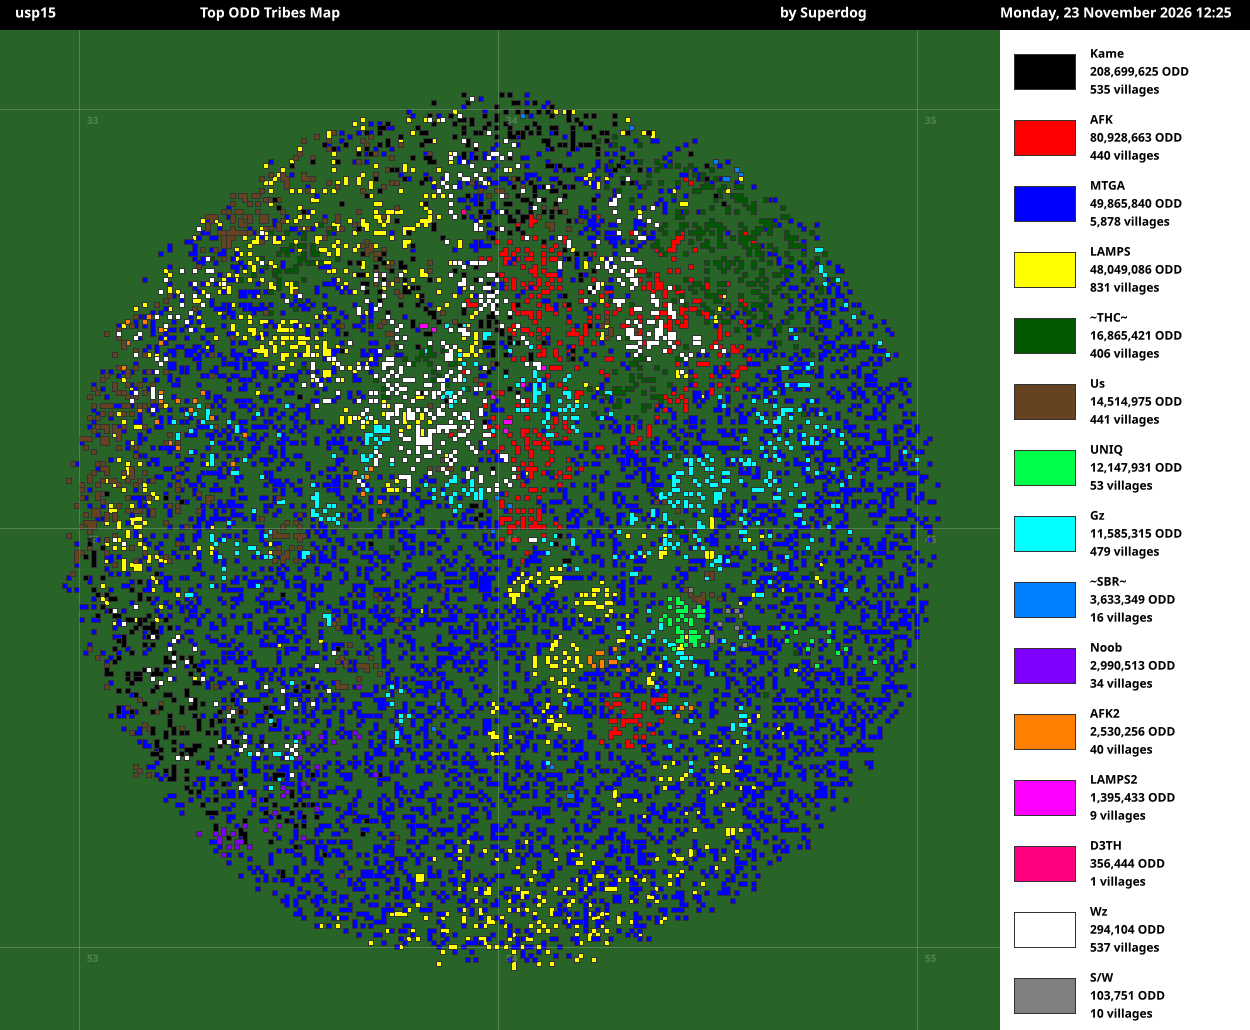 usp15 Top ODD Tribes Map by Superdog Monday, 23 November 2026 12:25
Kame
208,699,625 ODD
535 villages
AFK
80,928,663 ODD
440 villages
MTGA
49,865,840 ODD
5,878 villages
LAMPS
48,049,086 ODD
831 villages
~THC~
16,865,421 ODD
406 villages
Us
14,514,975 ODD
441 villages
UNIQ
12,147,931 ODD
53 villages
Gz
11,585,315 ODD
479 villages
~SBR~
3,633,349 ODD
16 villages
Noob
2,990,513 ODD
34 villages
AFK2
2,530,256 ODD
40 villages
LAMPS2
1,395,433 ODD
9 villages
D3TH
356,444 ODD
1 villages
Wz
294,104 ODD
537 villages
S/W
103,751 ODD
10 villages
33 34 35
53 55